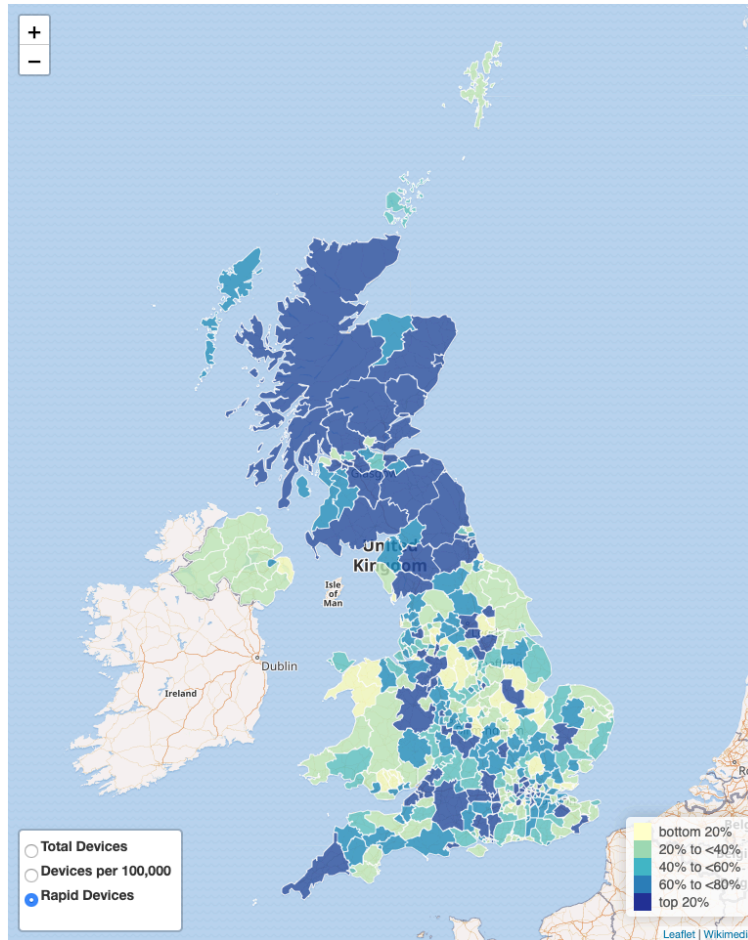 +
−
Glasgow
United
Kingdom
Isle
of
Man
Dublin
Ireland
Total Devices
Devices per 100,000
Rapid Devices
bottom 20%
20% to <40%
40% to <60%
60% to <80%
top 20%
Leaflet | Wikimedi